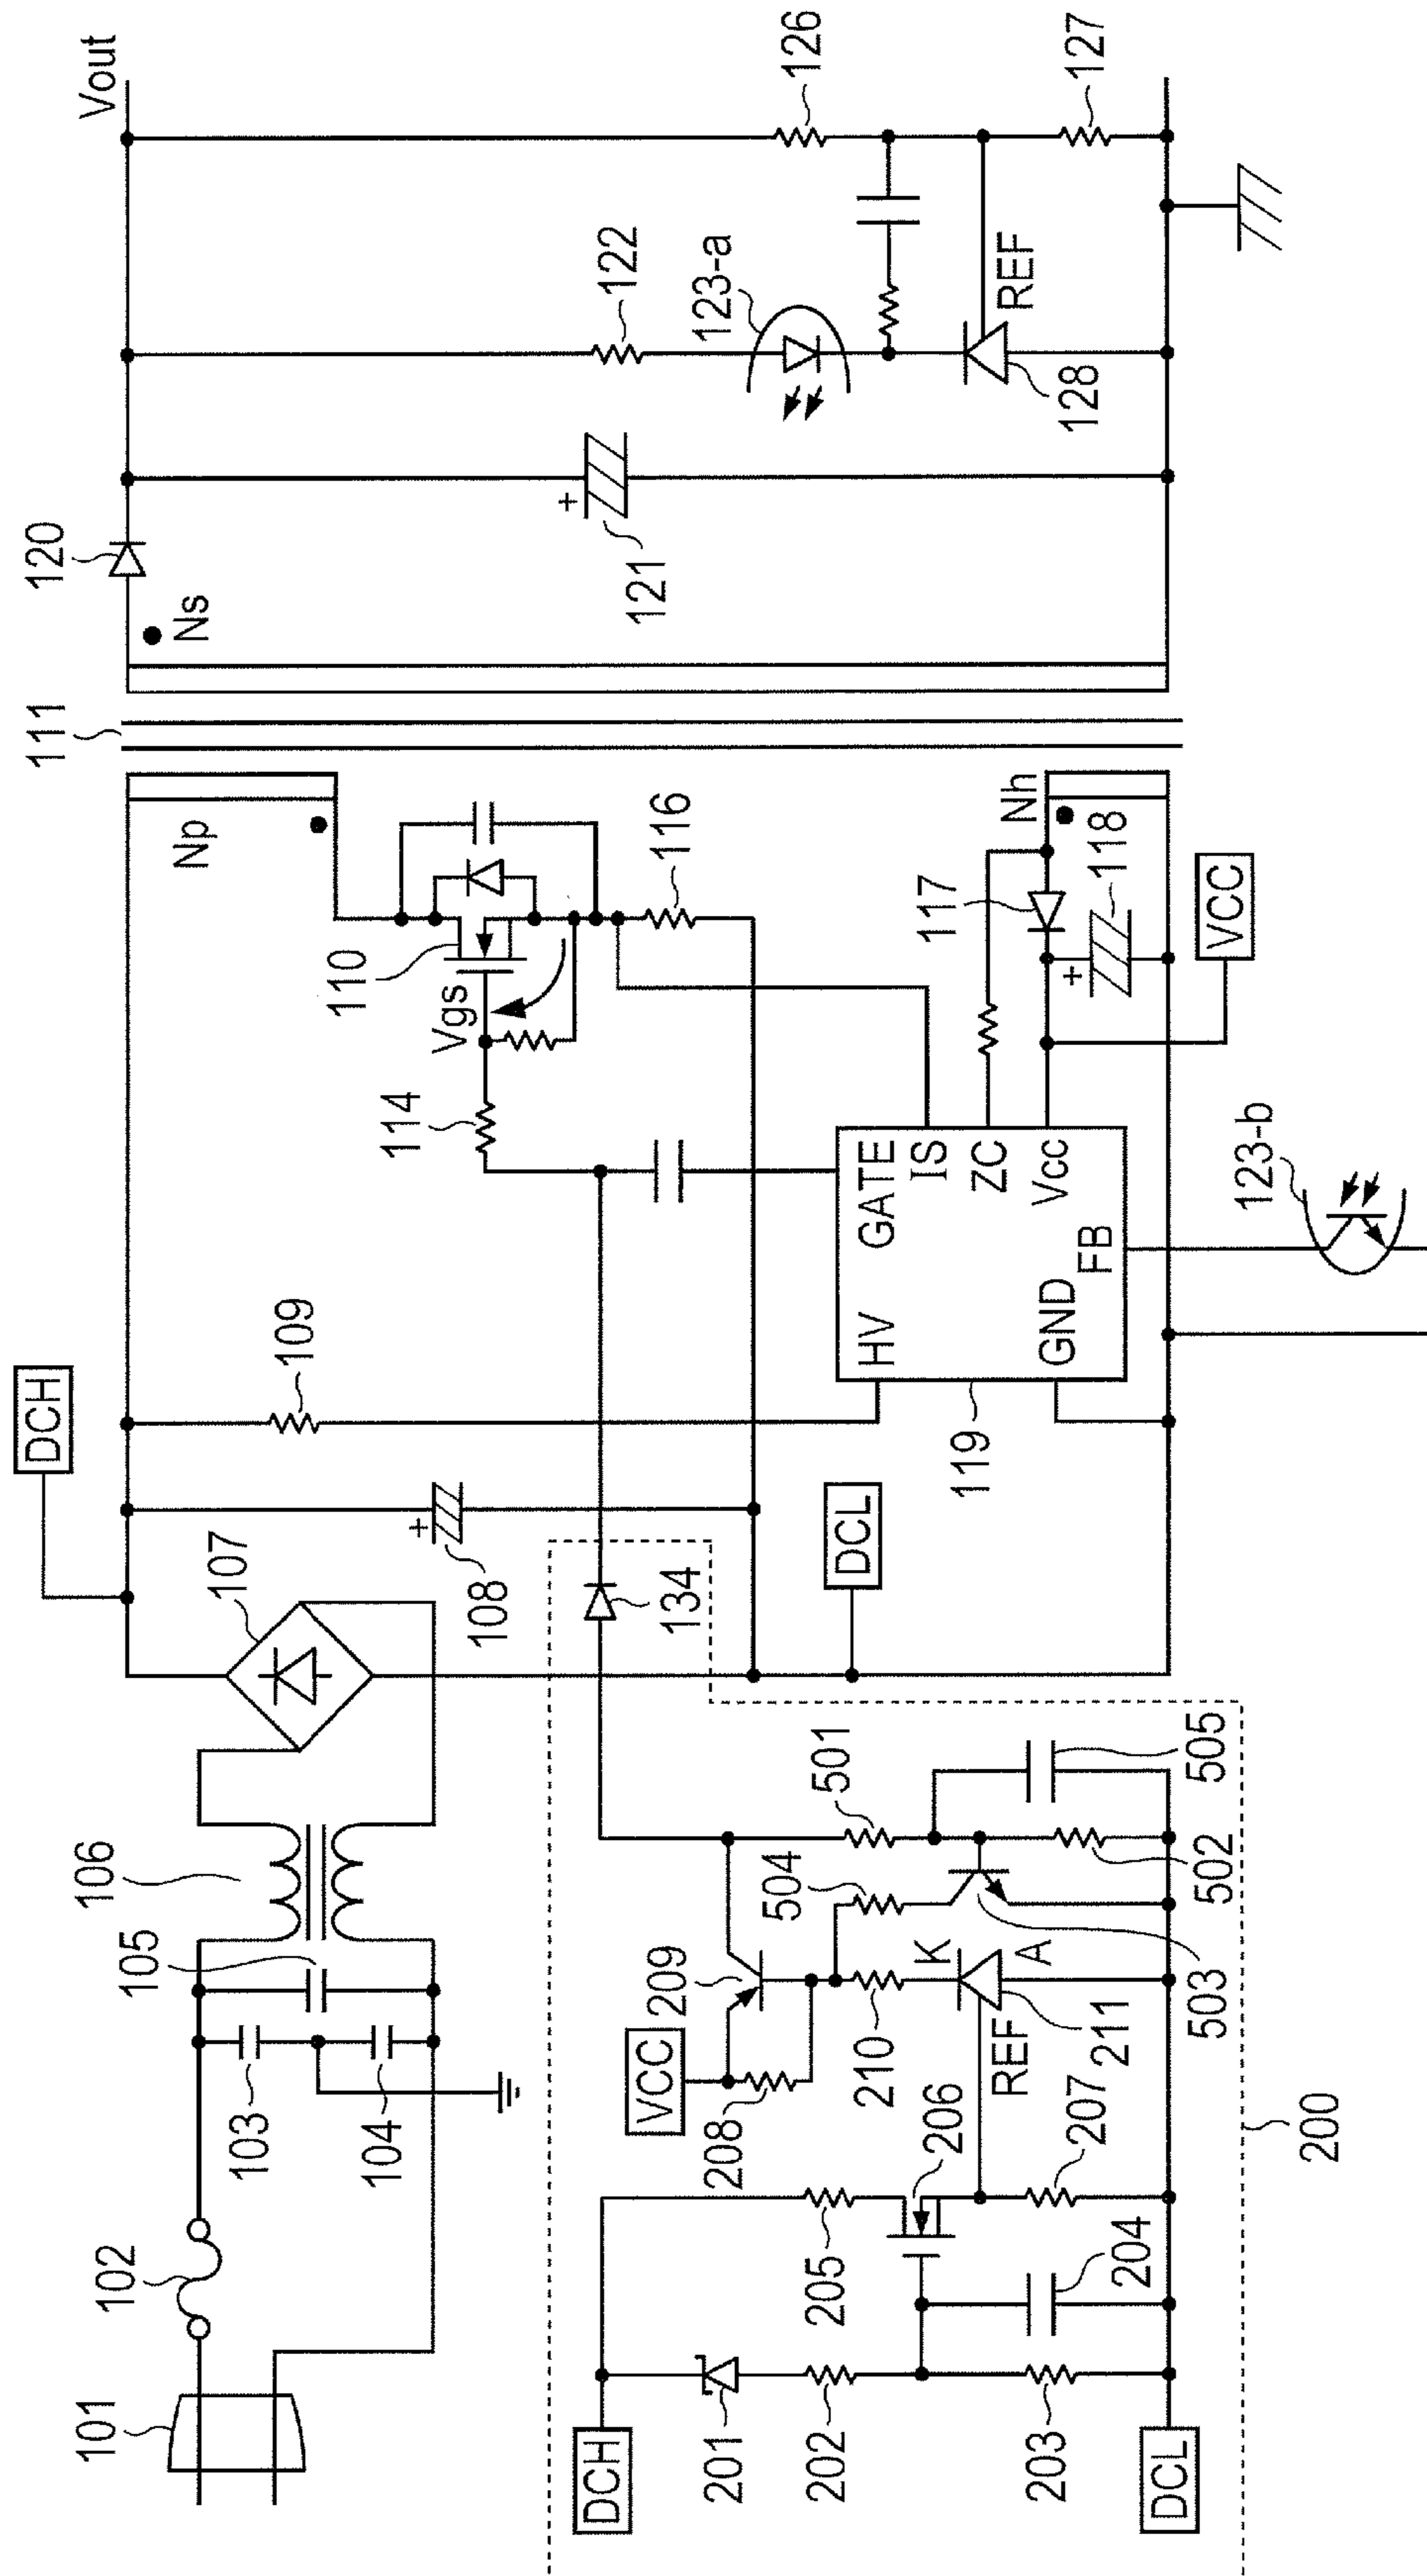 101
102
103
104
105
106
107
DCH
108
109
DCL
Np
110
Vgs
114
116
111
Ns
120
Vout
121
122
123-a
REF
128
126
127
HV
GATE
IS
ZC
Vcc
FB
GND
119
117
Nh
118
VCC
123-b
134
DCH
DCL
201
202
203
204
205
206
207
VCC
208
209
210
REF
K
A
211
501
504
502
503
505
200
+
+
+